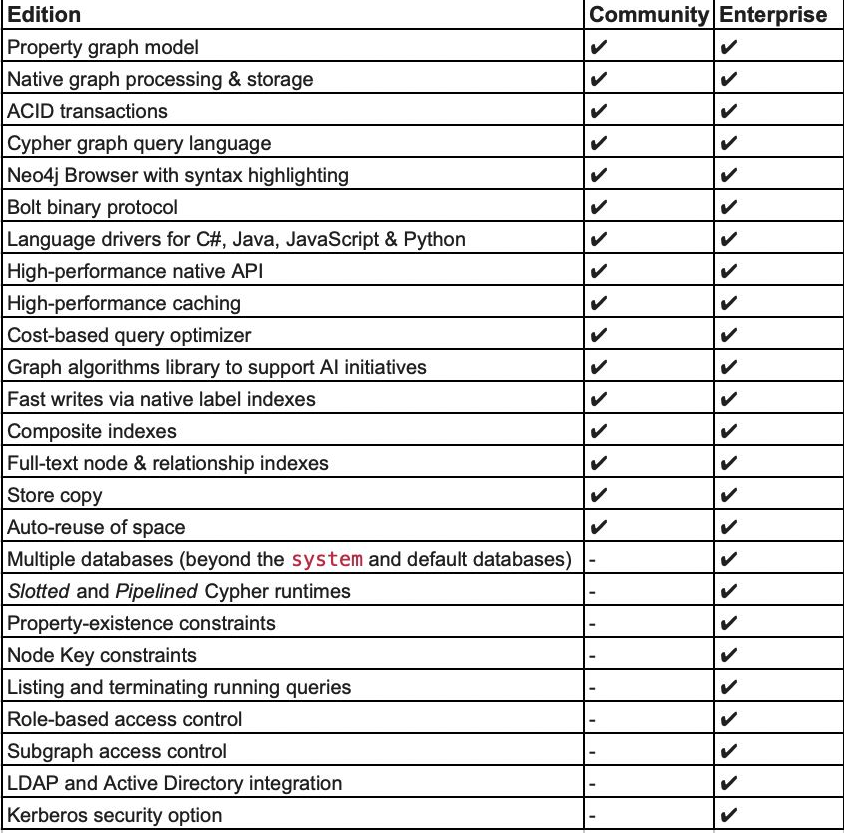 Edition Community Enterprise
Property graph model ✔ ✔
Native graph processing & storage ✔ ✔
ACID transactions ✔ ✔
Cypher graph query language ✔ ✔
Neo4j Browser with syntax highlighting ✔ ✔
Bolt binary protocol ✔ ✔
Language drivers for C#, Java, JavaScript & Python ✔ ✔
High-performance native API ✔ ✔
High-performance caching ✔ ✔
Cost-based query optimizer ✔ ✔
Graph algorithms library to support AI initiatives ✔ ✔
Fast writes via native label indexes ✔ ✔
Composite indexes ✔ ✔
Full-text node & relationship indexes ✔ ✔
Store copy ✔ ✔
Auto-reuse of space ✔ ✔
Multiple databases (beyond the system and default databases) - ✔
Slotted and Pipelined Cypher runtimes - ✔
Property-existence constraints - ✔
Node Key constraints - ✔
Listing and terminating running queries - ✔
Role-based access control - ✔
Subgraph access control - ✔
LDAP and Active Directory integration - ✔
Kerberos security option - ✔